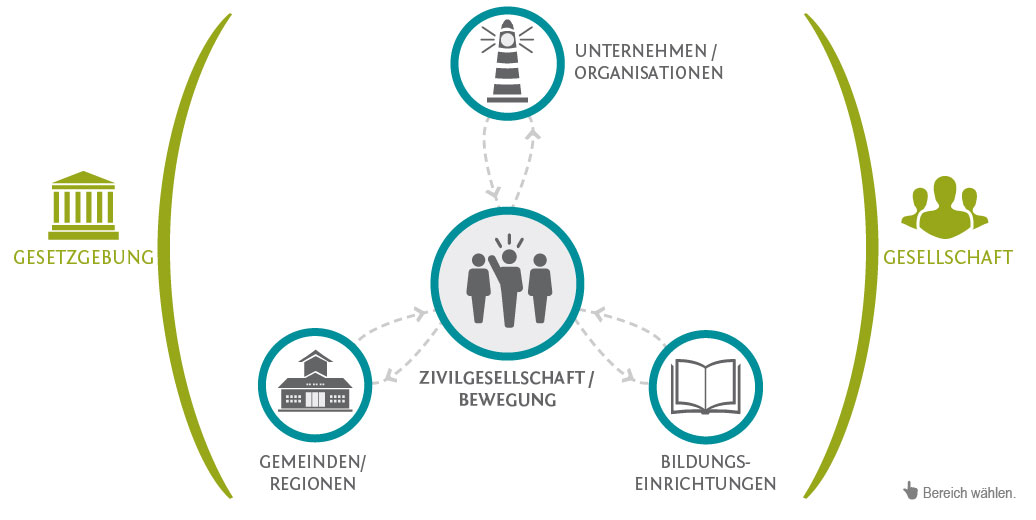 UNTERNEHMEN /
ORGANISATIONEN
GESETZGEBUNG
GESELLSCHAFT
ZIVILGESELLSCHAFT /
BEWEGUNG
GEMEINDEN/
REGIONEN
BILDUNGS-
EINRICHTUNGEN
Bereich wählen.